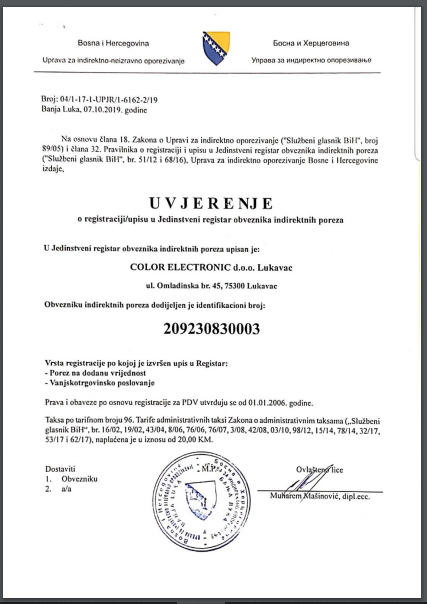 Bosna i Hercegovina
Босна и Херцеговина
Uprava za indirektno-neizravno oporezivanje
Управа за индиректно опорезивање
Broj: 04/1-17-1-UPJR/1-6162-2/19
Banja Luka, 07.10.2019. godine
Na osnovu člana 18. Zakona o Upravi za indirektno oporezivanje ("Službeni glasnik BiH", broj
89/05) i člana 32. Pravilnika o registraciji i upisu u Jedinstveni registar obveznika indirektnih poreza
("Službeni glasnik BiH", br. 51/12 i 68/16), Uprava za indirektno oporezivanje Bosne i Hercegovine
izdaje,
UVJERENJE
o registraciji/upisu u Jedinstveni registar obveznika indirektnih poreza
U Jedinstveni registar obveznika indirektnih poreza upisan je:
COLOR ELECTRONIC d.o.o. Lukavac
ul. Omladinska br. 45, 75300 Lukavac
Obvezniku indirektnih poreza dodijeljen je identifikacioni broj:
209230830003
Vrsta registracije po kojoj je izvršen upis u Registar:
- Porez na dodanu vrijednost
- Vanjskotrgovinsko poslovanje
Prava i obaveze po osnovu registracije za PDV utvrđuju se od 01.01.2006. godine.
Taksa po tarifnom broju 96. Tarife administrativnih taksi Zakona o administrativnim taksama („Službeni
glasnik BiH", br. 16/02, 19/02, 43/04, 8/06, 76/06, 76/07, 3/08, 42/08, 03/10, 98/12, 15/14, 78/14, 32/17,
53/17 i 62/17), naplaćena je u iznosu od 20,00 KM.
Dostaviti
1. Obvezniku
2. a/a
M.P.
Ovlašteno lice
Muharem Mašinović, dipl.ecc.